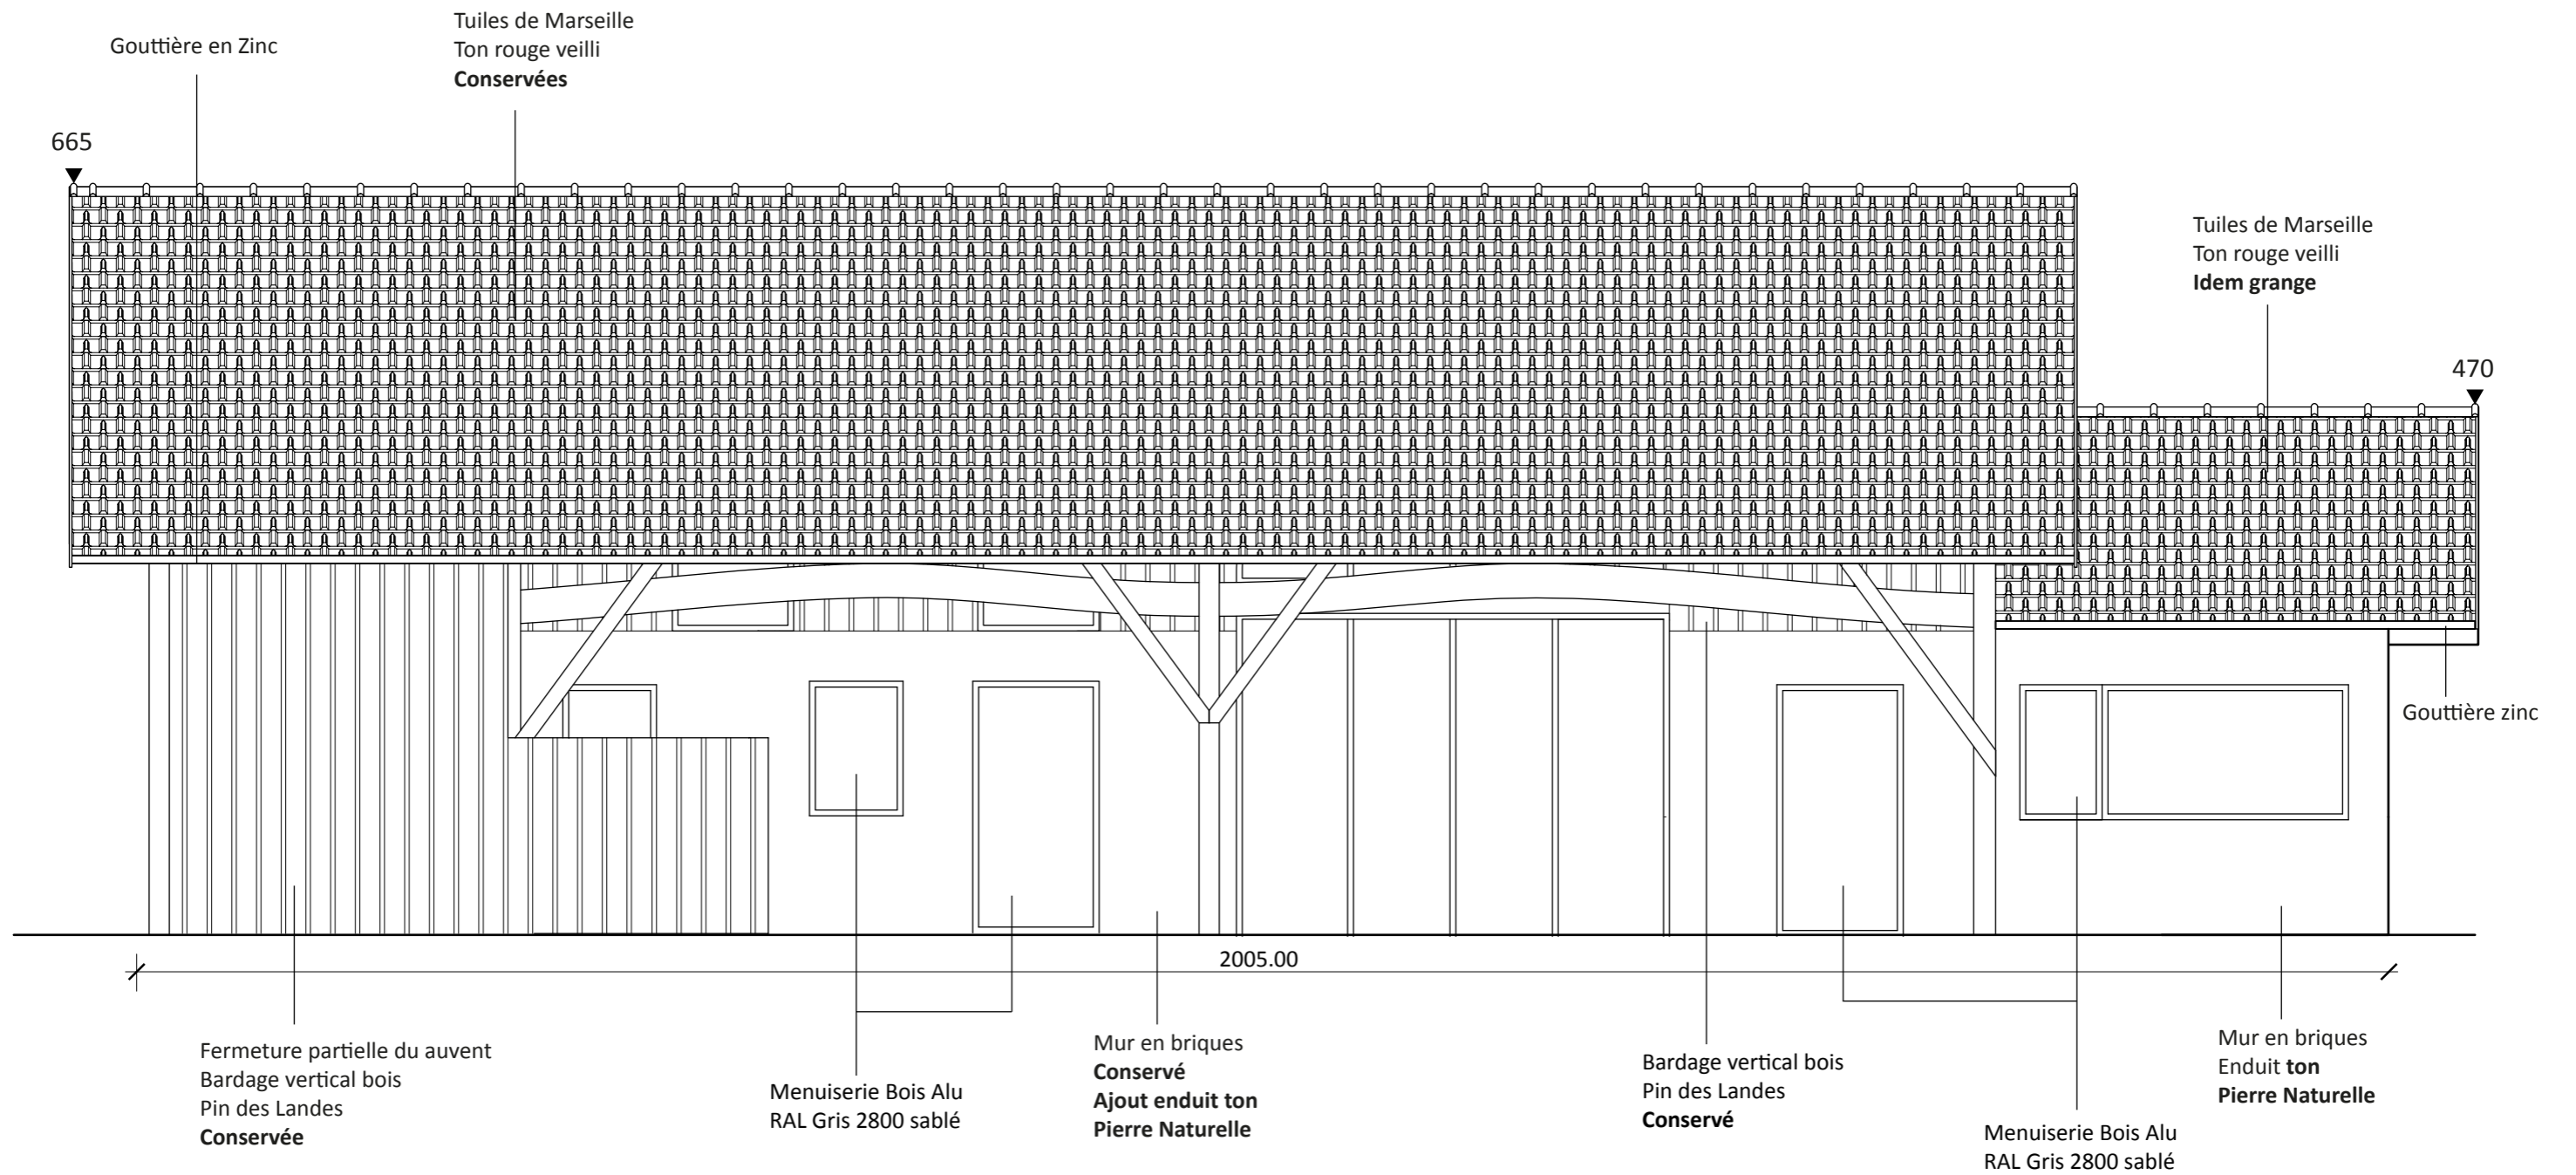 Gouttière en Zinc
Tuiles de Marseille
Ton rouge veilli
Conservées
665
Tuiles de Marseille
Ton rouge veilli
Idem grange
470
Gouttière zinc
2005.00
Fermeture partielle du auvent
Bardage vertical bois
Pin des Landes
Conservée
Menuiserie Bois Alu
RAL Gris 2800 sablé
Mur en briques
Conservé
Ajout enduit ton
Pierre Naturelle
Bardage vertical bois
Pin des Landes
Conservé
Menuiserie Bois Alu
RAL Gris 2800 sablé
Mur en briques
Enduit ton
Pierre Naturelle